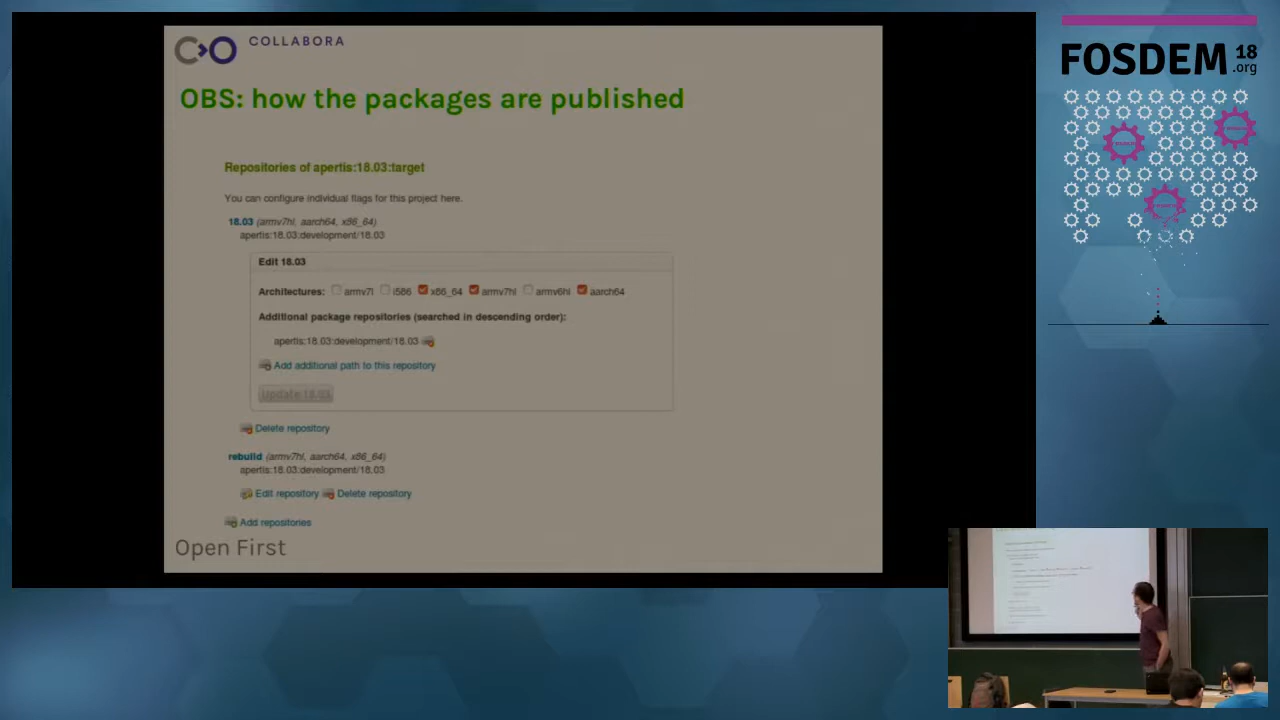 COLLABORA
OBS: how the packages are published
Repositories of apertis:18.03:target
You can configure individual flags for this project here.
18.03 (armv7hl, aarch64, x86_64)
apertis:18.03:development/18.03
Edit 18.03
Architectures: armv7l i586 x86_64 armv7hl armv6hl aarch64
Additional package repositories (searched in descending order):
apertis:18.03:development/18.03
Add additional path to this repository
Update 18.03
Delete repository
rebuild (armv7hl, aarch64, x86_64)
apertis:18.03:development/18.03
Edit repository Delete repository
Add repositories
Open First
FOSDEM 18
.org